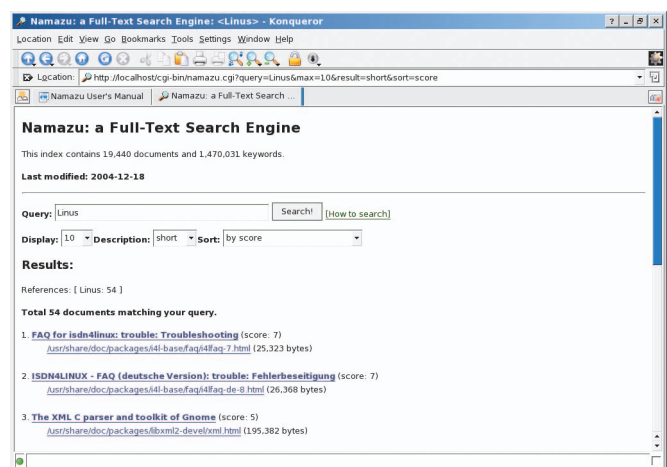 Namazu: a Full-Text Search Engine: <Linus> - Konqueror
Location Edit View Go Bookmarks Tools Settings Window Help
Location: http://localhost/cgi-bin/namazu.cgi?query=Linus&max=10&result=short&sort=score
Namazu User's Manual Namazu: a Full-Text Search ...
Namazu: a Full-Text Search Engine
This index contains 19,440 documents and 1,470,031 keywords.
Last modified: 2004-12-18
Query: Linus Search! [How to search]
Display: 10 Description: short Sort: by score
Results:
References: [ Linus: 54 ]
Total 54 documents matching your query.
1. FAQ for isdn4linux: trouble: Troubleshooting (score: 7)
/usr/share/doc/packages/i4l-base/faq/i4lfaq-7.html (25,323 bytes)
2. ISDN4LINUX - FAQ (deutsche Version): trouble: Fehlerbeseitigung (score: 7)
/usr/share/doc/packages/i4l-base/faq/i4lfaq-de-8.html (26,368 bytes)
3. The XML C parser and toolkit of Gnome (score: 5)
/usr/share/doc/packages/libxml2-devel/xml.html (195,382 bytes)